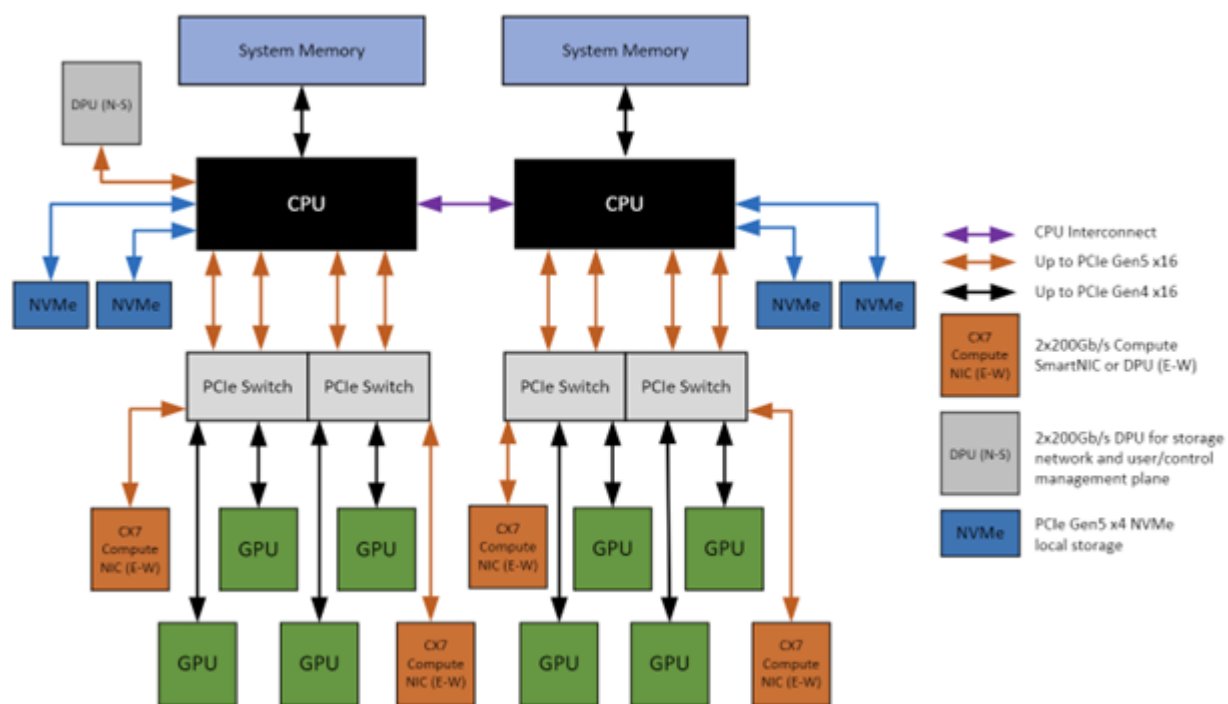 System Memory
System Memory
DPU (N-S)
CPU
CPU
NVMe
NVMe
NVMe
NVMe
PCIe Switch
PCIe Switch
PCIe Switch
PCIe Switch
CX7
Compute
NIC (E-W)
GPU
GPU
CX7
Compute
NIC (E-W)
GPU
GPU
GPU
GPU
CX7
Compute
NIC (E-W)
GPU
GPU
CX7
Compute
NIC (E-W)
CPU Interconnect
Up to PCIe Gen5 x16
Up to PCIe Gen4 x16
CX7
Compute
NIC (E-W)
2x200Gb/s Compute
SmartNIC or DPU (E-W)
DPU (N-S)
2x200Gb/s DPU for storage
network and user/control
management plane
NVMe
PCIe Gen5 x4 NVMe
local storage